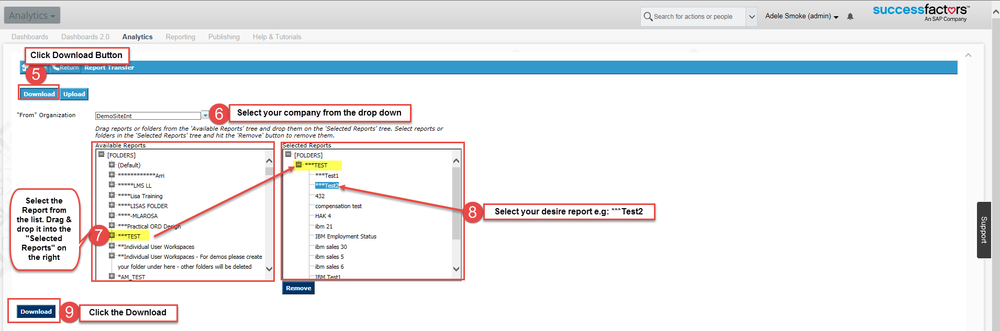 Analytics
Search for actions or people
Adele Smoke (admin)
successfactors™
An SAP Company
Dashboards
Dashboards 2.0
Analytics
Reporting
Publishing
Help & Tutorials
Click Download Button
5
Return
Report Transfer
Download
Upload
"From" Organization
DemoSiteInt
6
Select your company from the drop down
Drag reports or folders from the 'Available Reports' tree and drop them on the 'Selected Reports' tree. Select reports or
folders in the 'Selected Reports' tree and hit the 'Remove' button to remove them.
Available Reports
[FOLDERS]
(Default)
************Arri
*****LMS LL
****Lisa Training
****LISAS FOLDER
****-MLAROSA
***Practical ORD Design
***TEST
**Individual User Workspaces
**Individual User Workspaces - For demos please create
your folder under here - other folders will be deleted
*AM_TEST
Selected Reports
[FOLDERS]
***TEST
***Test1
***Test2
432
compensation test
HAK 4
ibm 21
IBM Employment Status
ibm sales 30
ibm sales 5
ibm sales 6
IBM Test1
Select the
Report from
the list. Drag &
drop it into the
"Selected
Reports" on
the right
7
8
Select your desire report e.g: ***Test2
Support
Remove
Download
9
Click the Download